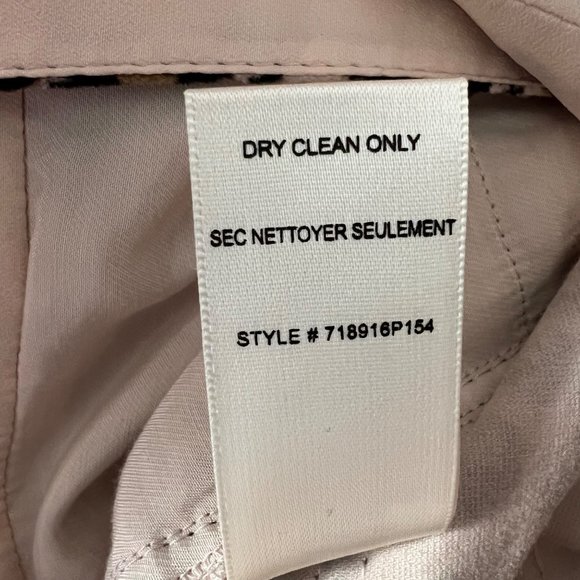 DRY CLEAN ONLY
SEC NETTOYER SEULEMENT
STYLE # 718916P154